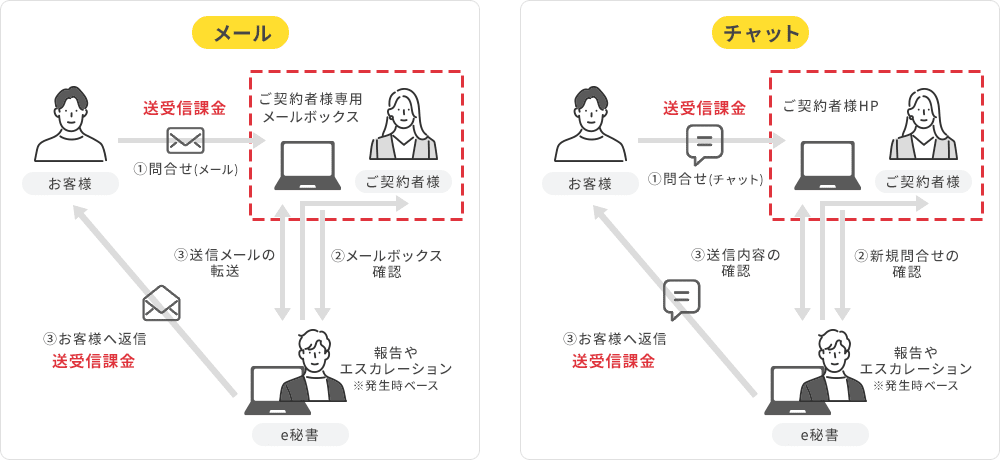 メール
送受信課金
①問合せ(メール)
お客様
ご契約者様専用
メールボックス
ご契約者様
③送信メールの
転送
②メールボックス
確認
③お客様へ返信
送受信課金
報告や
エスカレーション
※発生時ベース
e秘書
チャット
送受信課金
①問合せ(チャット)
お客様
ご契約者様HP
ご契約者様
③送信内容の
確認
②新規問合せの
確認
③お客様へ返信
送受信課金
報告や
エスカレーション
※発生時ベース
e秘書